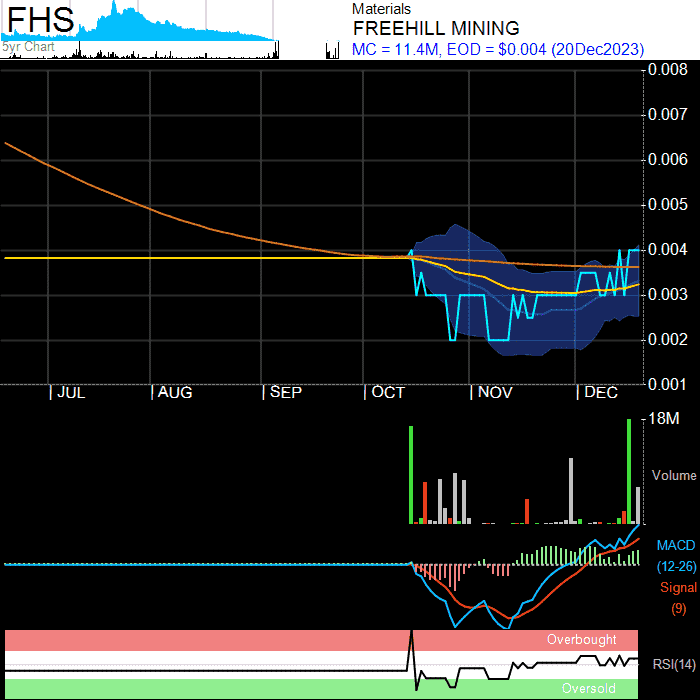 FHS
5yr Chart
Materials
FREEHILL MINING
MC = 11.4M, EOD = $0.004 (20Dec2023)
0.008
0.007
0.006
0.005
0.004
0.003
0.002
0.001
JUL
AUG
SEP
OCT
NOV
DEC
18M
Volume
MACD
(12-26)
Signal
(9)
Overbought
RSI(14)
Oversold